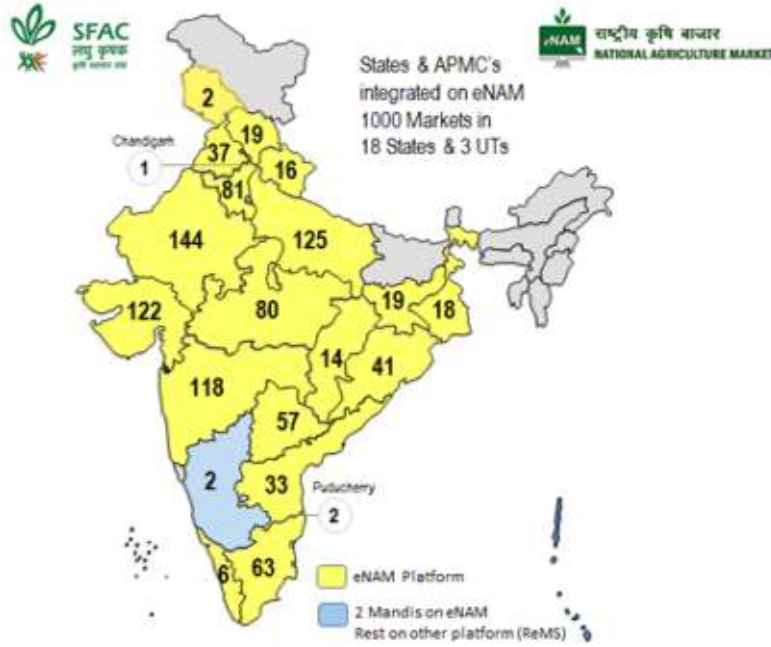 SFAC
लघु कृषक
eNAM
राष्ट्रीय कृषि बाजार
NATIONAL AGRICULTURE MARKET
States & APMC's
integrated on eNAM
1000 Markets in
18 States & 3 UTs
2
19
Chandigarh
37
1
16
81
144
125
122
80
19
18
14
41
118
57
2
33
Puducherry
2
6
63
eNAM Platform
2 Mandis on eNAM
Rest on other platform (ReMS)